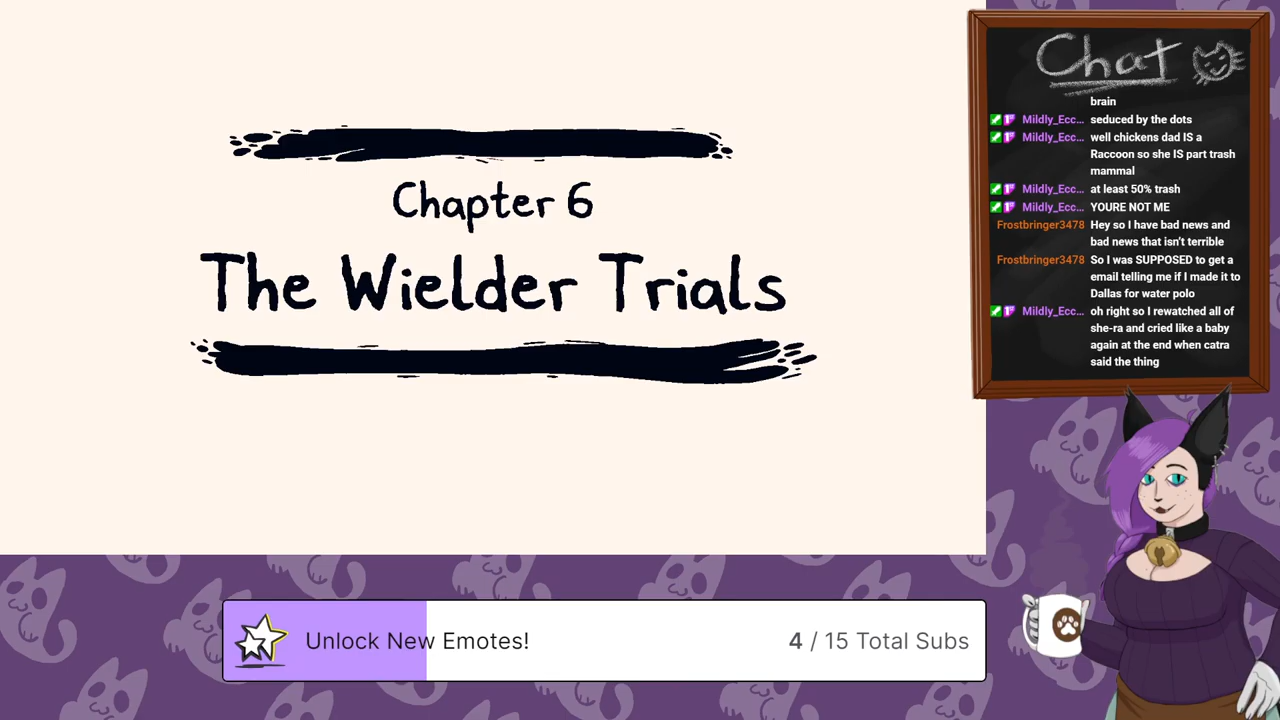 Chapter 6
The Wielder Trials
Chat
brain
Mildly_Ecc... seduced by the dots
Mildly_Ecc... well chickens dad IS a
Raccoon so she IS part trash
mammal
Mildly_Ecc... at least 50% trash
Mildly_Ecc... YOURE NOT ME
Frostbringer3478 Hey so I have bad news and
bad news that isn't terrible
Frostbringer3478 So I was SUPPOSED to get a
email telling me if I made it to
Dallas for water polo
Mildly_Ecc... oh right so I rewatched all of
she-ra and cried like a baby
again at the end when catra
said the thing
Unlock New Emotes! 4 / 15 Total Subs